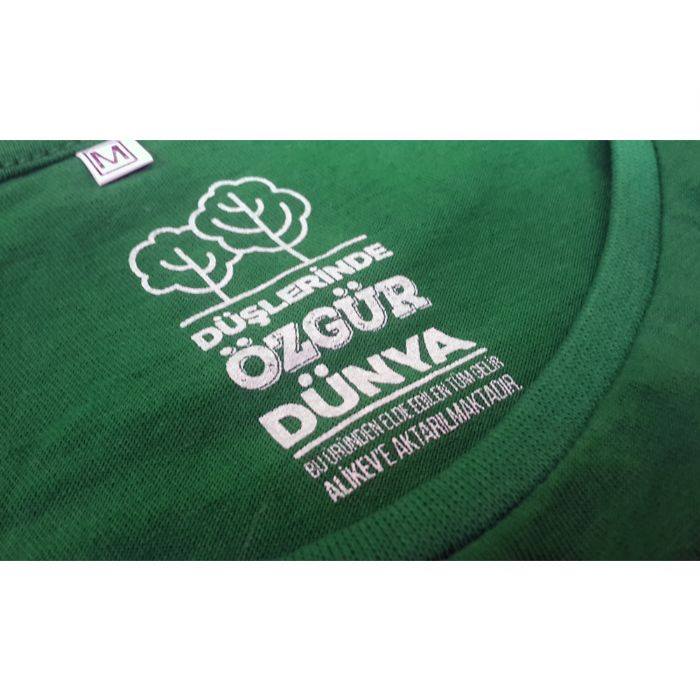 M
DÜŞLERİNDE
ÖZGÜR
DÜNYA
BU ÜRÜNDEN ELDE EDİLEN TÜM GELİR
ALİKEV'E AKTARILMAKTADIR.